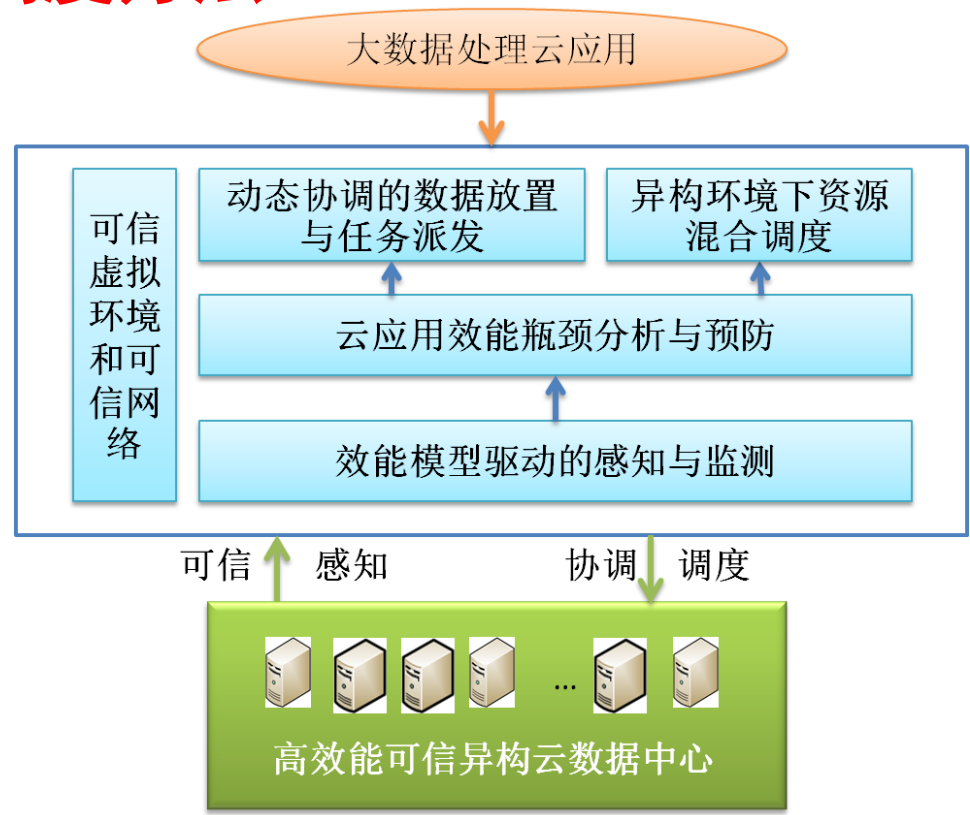 大数据处理云应用
可信
虚拟
环境
和可
信网
络
动态协调的数据放置
与任务派发
异构环境下资源
混合调度
云应用效能瓶颈分析与预防
效能模型驱动的感知与监测
可信 感知 协调 调度
...
高效能可信异构云数据中心